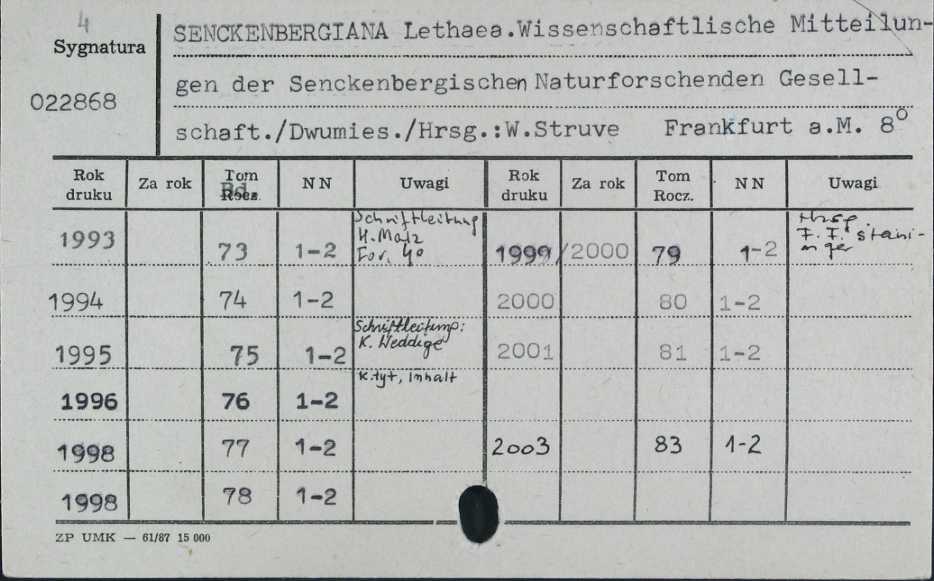 4
Sygnatura
022868
SENCKENBERGIANA Lethaea.Wissenschaftlische Mitteilun-
gen der Senckenbergischen Naturforschenden Gesell-
schaft./Dwumies./Hrsg.:W.Struve Frankfurt a.M. 8°
Rok druku Za rok Tom Rocz. Bd. NN Uwagi Rok druku Za rok Tom Rocz. NN Uwagi
1993 73 1-2 Schriftleitung H. Malz For. 4° 1999/2000 79 1-2 Hrsg. F. F.
1994 74 1-2 2000 80 1-2
1995 75 1-2 Schriftleitung: K. Weddige 2001 81 1-2
1996 76 1-2 K.tyt, inhalt
1998 77 1-2 2003 83 1-2
1998 78 1-2
ZP UMK — 61/87 15 000